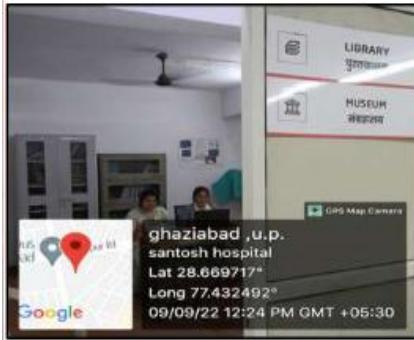 LIBRARY
पुस्तकालय
MUSEUM
संग्रहालय
GPS Map Camera
ghaziabad ,u.p.
santosh hospital
Lat 28.669717°
Long 77.432492°
09/09/22 12:24 PM GMT +05:30
Google